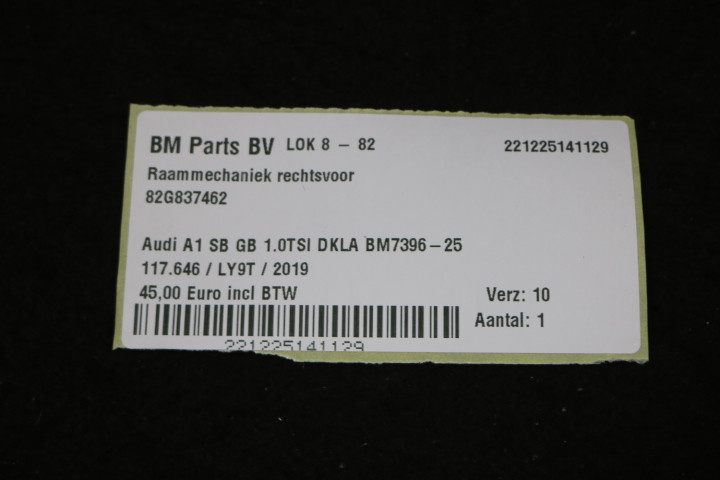 BM Parts BV LOK 8 - 82 221225141129
Raammechaniek rechtsvoor
82G837462
Audi A1 SB GB 1.0TSI DKLA BM7396-25
117.646 / LY9T / 2019
45,00 Euro incl BTW Verz: 10
Aantal: 1
221225141129